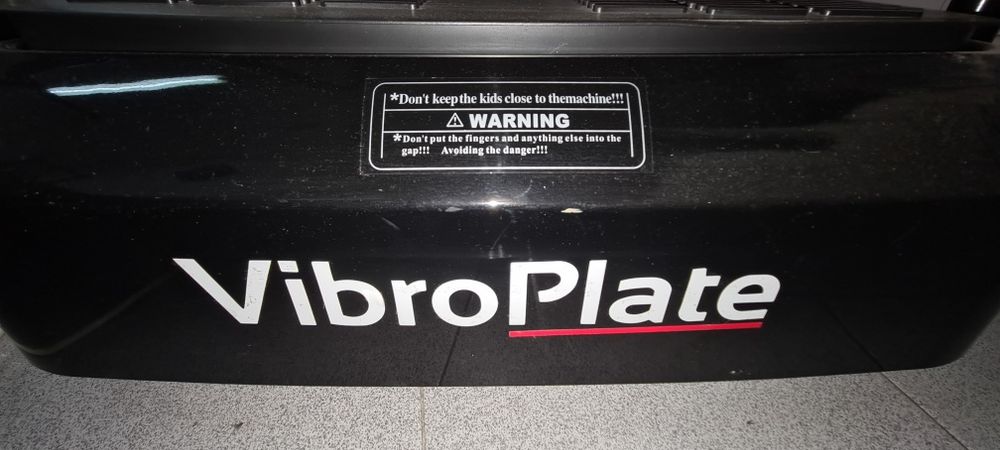 *Don't keep the kids close to themachine!!!
⚠ WARNING
*Don't put the fingers and anything else into the
gap!!! Avoiding the danger!!!
VibroPlate